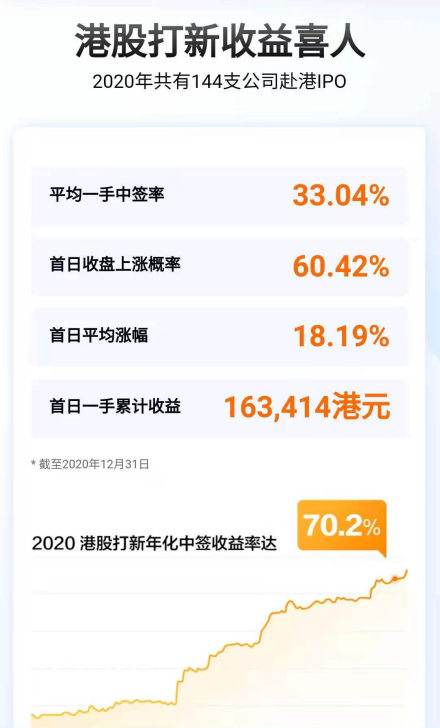 港股打新收益喜人
2020年共有144支公司赴港IPO
平均一手中签率 33.04%
首日收盘上涨概率 60.42%
首日平均涨幅 18.19%
首日一手累计收益 163,414港元
* 截至2020年12月31日
70.2%
2020 港股打新年化中签收益率达